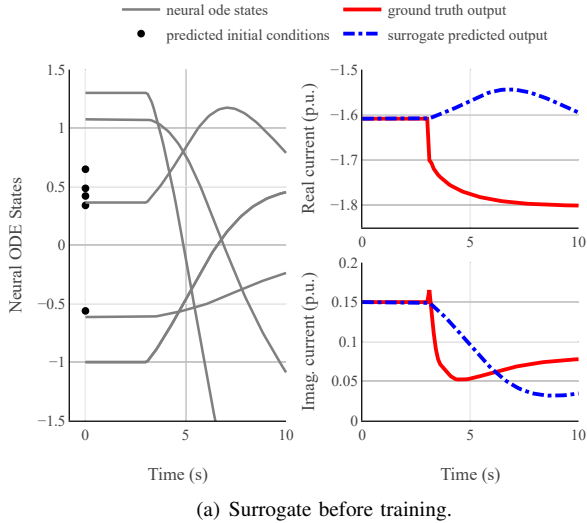 neural ode states
ground truth output
predicted initial conditions
surrogate predicted output
Neural ODE States
1.5
1
0.5
0
−0.5
−1
−1.5
0
5
10
Time (s)
Real current (p.u.)
−1.5
−1.6
−1.7
−1.8
0
5
10
Imag. current (p.u.)
0.2
0.15
0.1
0.05
0
0
5
10
Time (s)
(a) Surrogate before training.